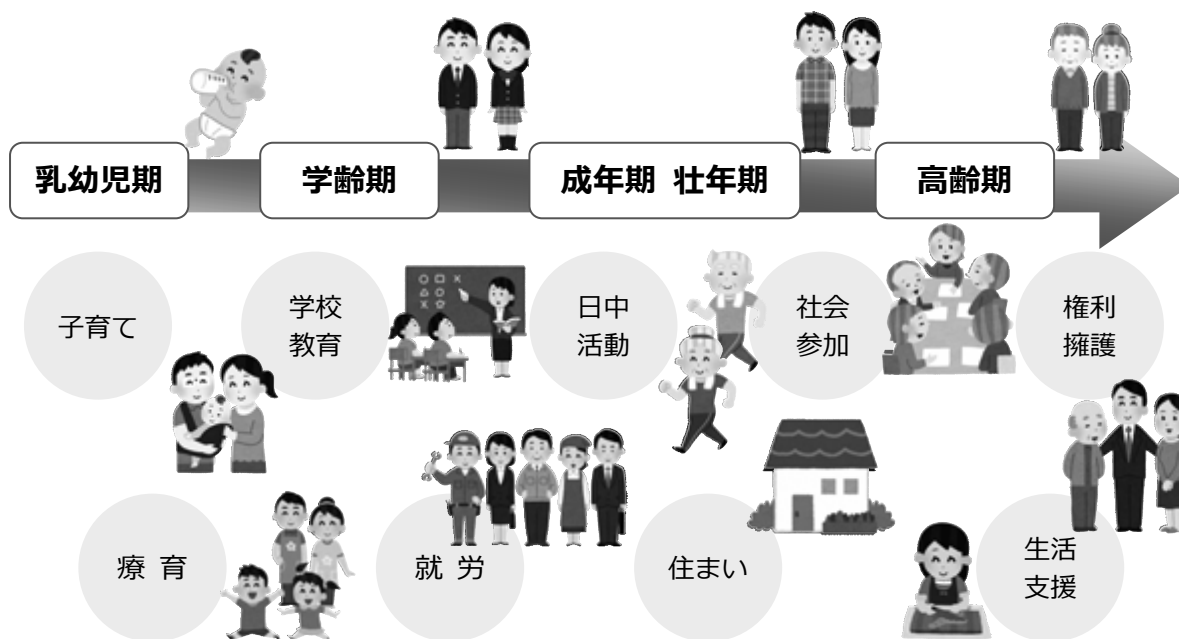 乳幼児期
学齢期
成年期 壮年期
高齢期
子育て
学校
教育
日中
活動
社会
参加
権利
擁護
療 育
就 労
住まい
生活
支援